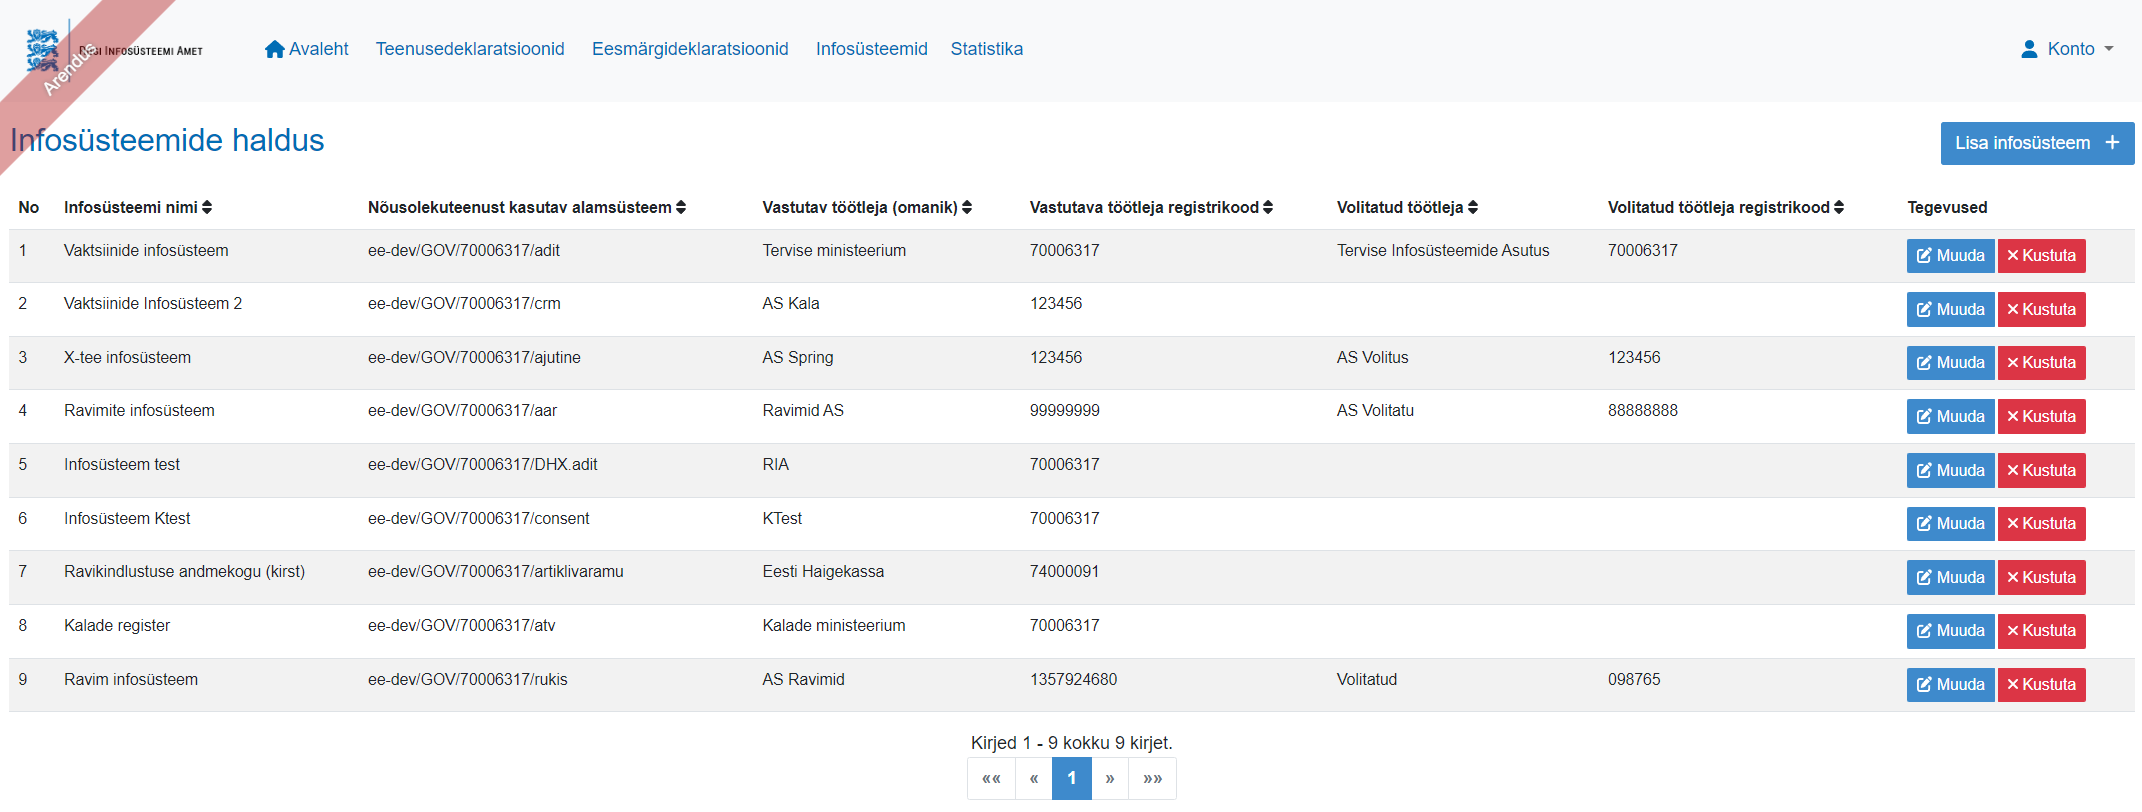 Arendus
RIIGI INFOSÜSTEEMI AMET
Avaleht Teenusedeklaratsioonid Eesmärgideklaratsioonid Infosüsteemid Statistika Konto
Infosüsteemide haldus
Lisa infosüsteem +
No Infosüsteemi nimi Nõusolekuteenust kasutav alamsüsteem Vastutav töötleja (omanik) Vastutava töötleja registrikood Volitatud töötleja Volitatud töötleja registrikood Tegevused
1 Vaktsiinide infosüsteem ee-dev/GOV/70006317/adit Tervise ministeerium 70006317 Tervise Infosüsteemide Asutus 70006317 Muuda Kustuta
2 Vaktsiinide Infosüsteem 2 ee-dev/GOV/70006317/crm AS Kala 123456 Muuda Kustuta
3 X-tee infosüsteem ee-dev/GOV/70006317/ajutine AS Spring 123456 AS Volitus 123456 Muuda Kustuta
4 Ravimite infosüsteem ee-dev/GOV/70006317/aar Ravimid AS 99999999 AS Volitatu 88888888 Muuda Kustuta
5 Infosüsteem test ee-dev/GOV/70006317/DHX.adit RIA 70006317 Muuda Kustuta
6 Infosüsteem Ktest ee-dev/GOV/70006317/consent KTest 70006317 Muuda Kustuta
7 Ravikindlustuse andmekogu (kirst) ee-dev/GOV/70006317/artiklivaramu Eesti Haigekassa 74000091 Muuda Kustuta
8 Kalade register ee-dev/GOV/70006317/atv Kalade ministeerium 70006317 Muuda Kustuta
9 Ravim infosüsteem ee-dev/GOV/70006317/rukis AS Ravimid 1357924680 Volitatud 098765 Muuda Kustuta
Kirjed 1 - 9 kokku 9 kirjet.
«« « 1 » »»